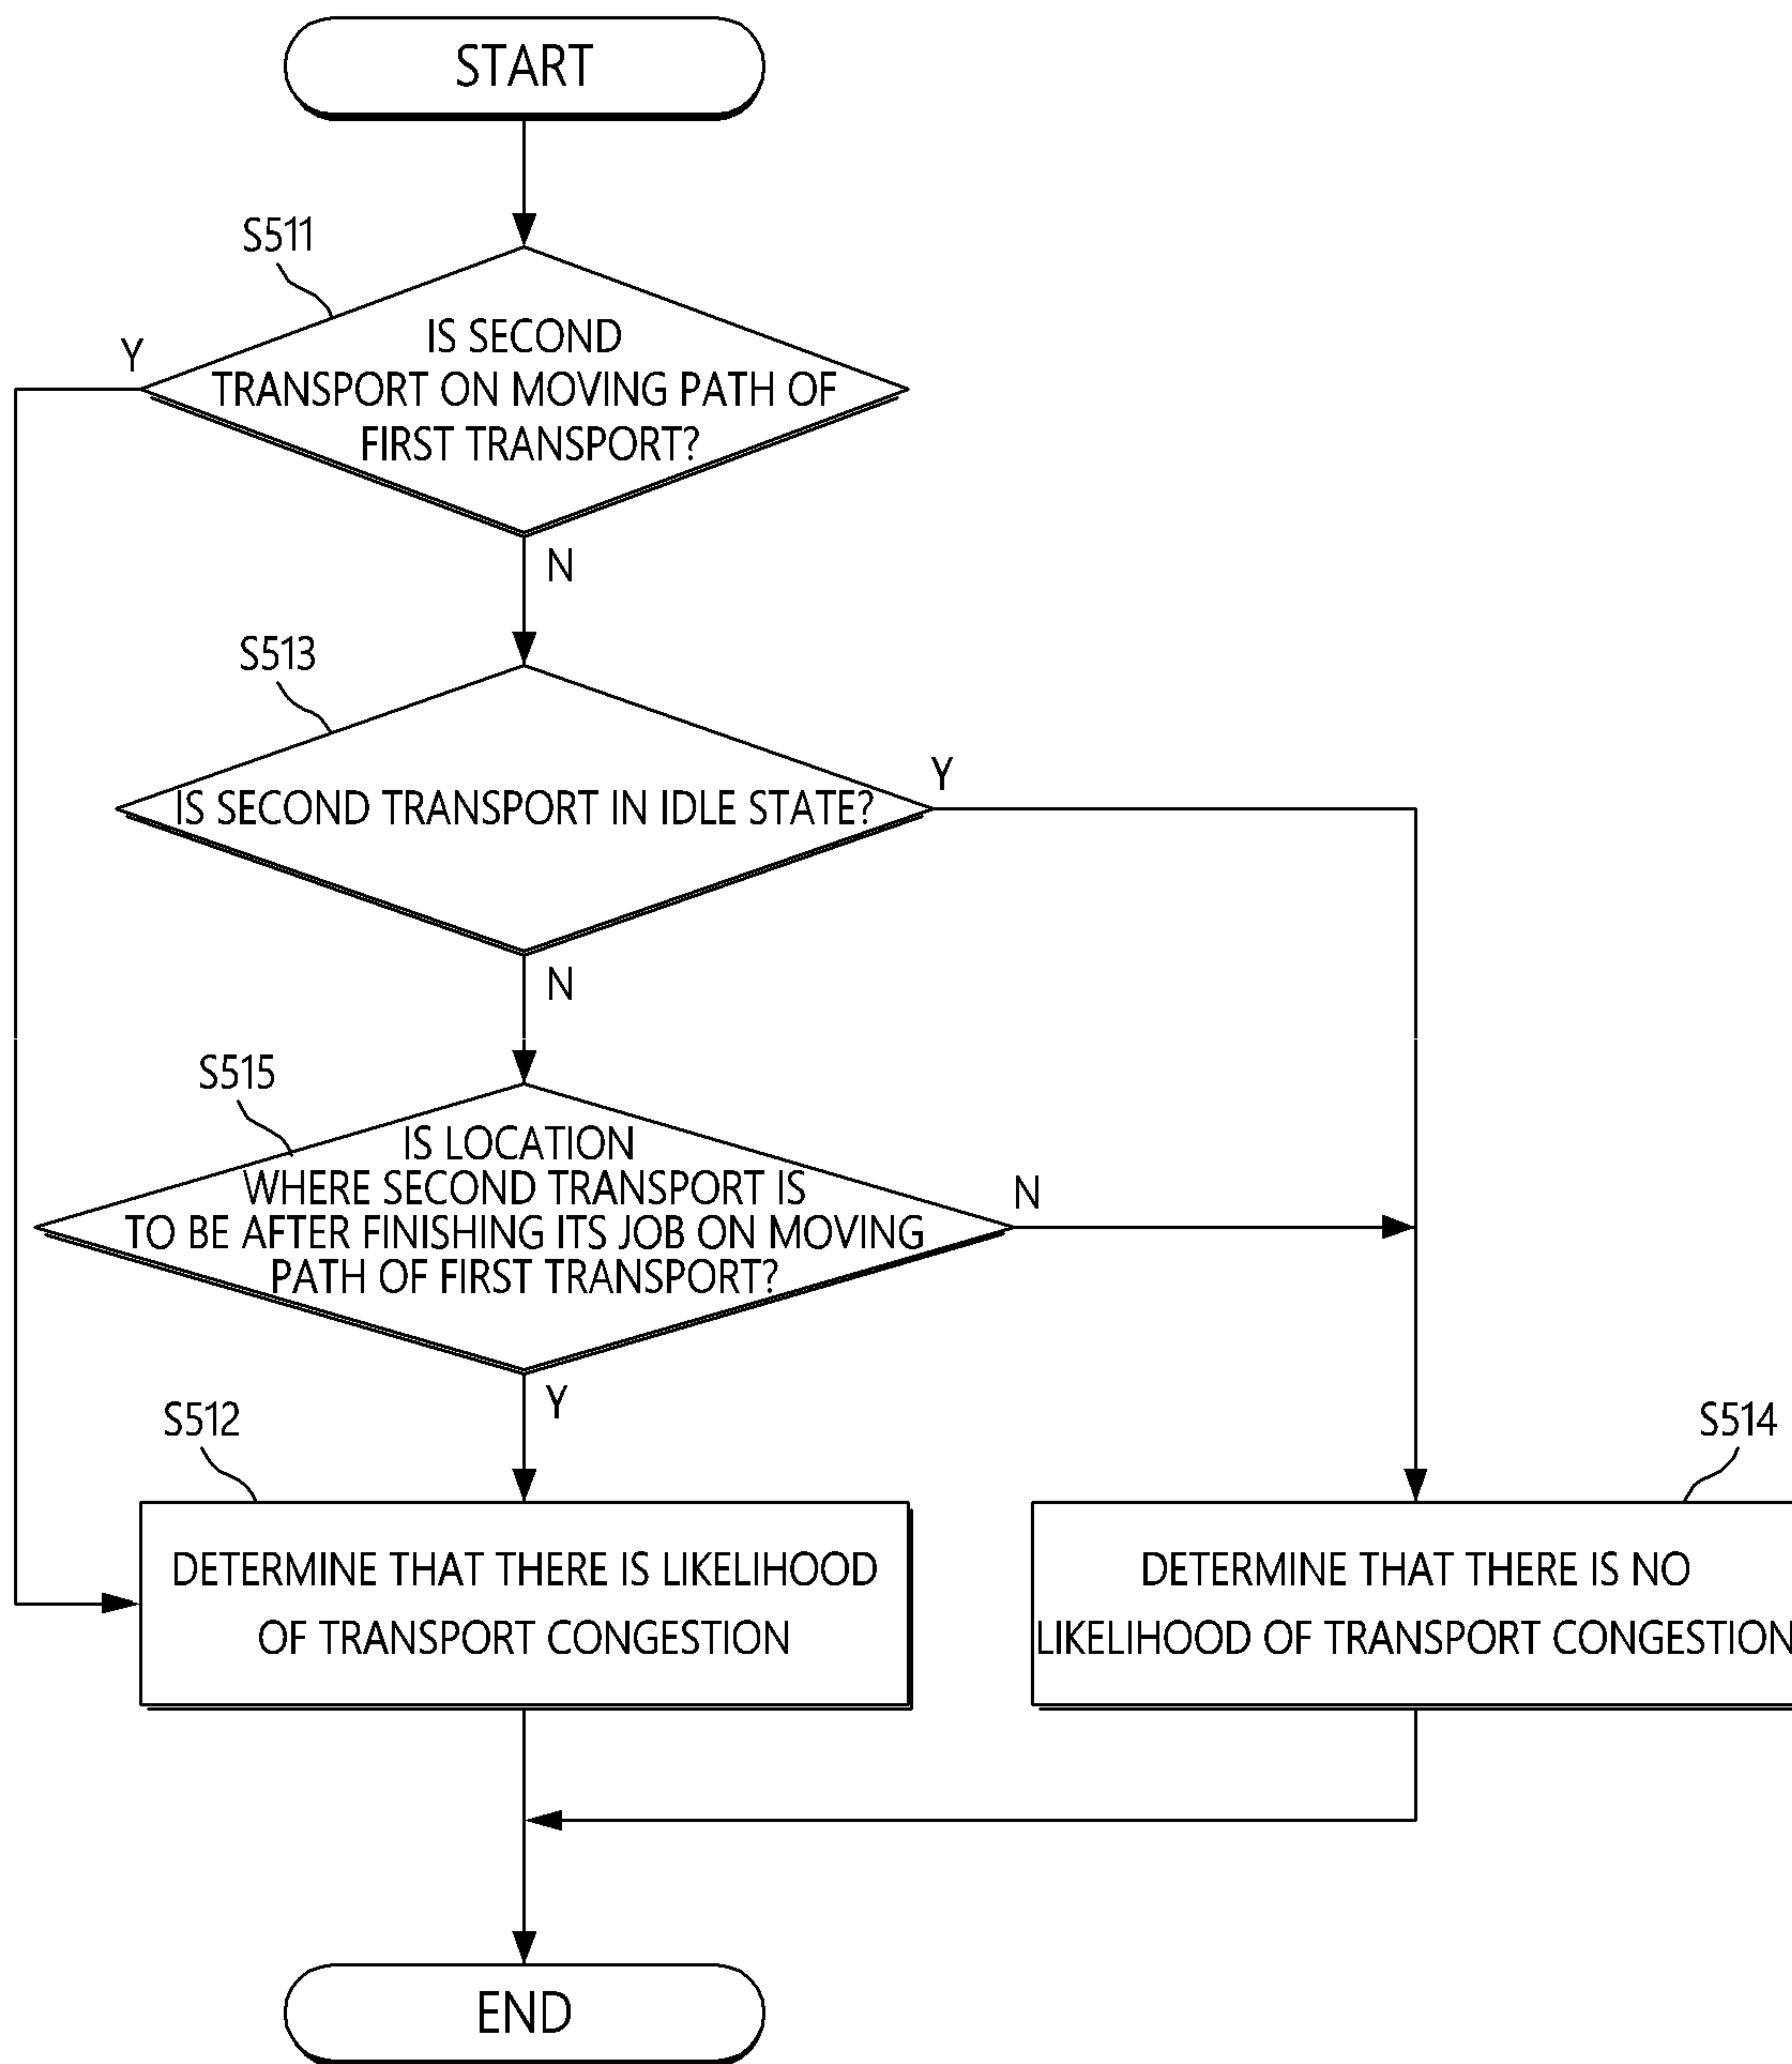 START
S511
Y
IS SECOND
TRANSPORT ON MOVING PATH OF
FIRST TRANSPORT?
N
S513
Y
IS SECOND TRANSPORT IN IDLE STATE?
N
S515
IS LOCATION
WHERE SECOND TRANSPORT IS
TO BE AFTER FINISHING ITS JOB ON MOVING
PATH OF FIRST TRANSPORT?
N
Y
S512
S514
DETERMINE THAT THERE IS LIKELIHOOD
OF TRANSPORT CONGESTION
DETERMINE THAT THERE IS NO
LIKELIHOOD OF TRANSPORT CONGESTION
END